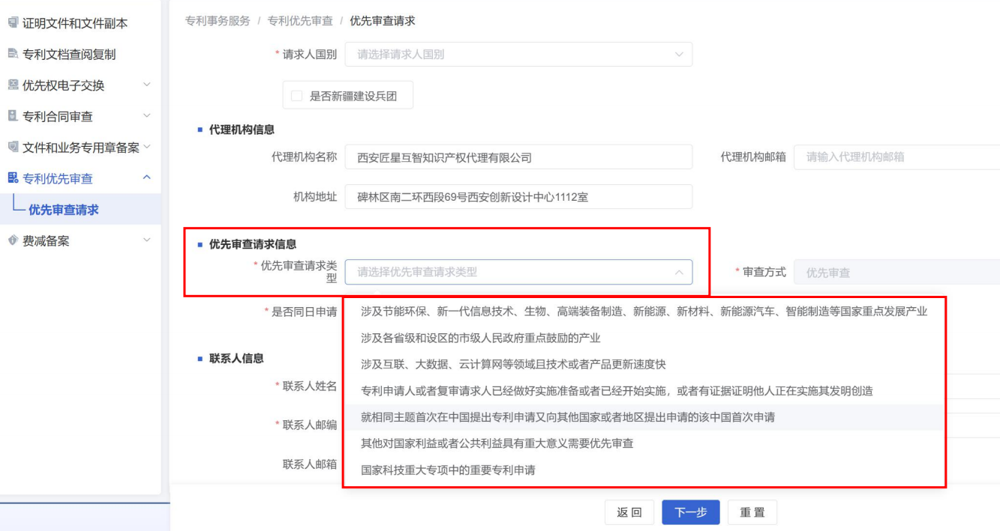 证明文件和文件副本
专利文档查阅复制
优先权电子交换
专利合同审查
文件和业务专用章备案
专利优先审查
优先审查请求
费减备案
专利事务服务 / 专利优先审查 / 优先审查请求
* 请求人国别 请选择请求人国别
是否新疆建设兵团
代理机构信息
代理机构名称 西安匠星互智知识产权代理有限公司 代理机构邮箱 请输入代理机构邮箱
机构地址 碑林区南二环西段69号西安创新设计中心1112室
优先审查请求信息
* 优先审查请求类
型 请选择优先审查请求类型 * 审查方式 优先审查
* 是否同日申请 涉及节能环保、新一代信息技术、生物、高端装备制造、新能源、新材料、新能源汽车、智能制造等国家重点发展产业
涉及各省级和设区的市级人民政府重点鼓励的产业
联系人信息
涉及互联、大数据、云计算网等领域且技术或者产品更新速度快
* 联系人姓名 专利申请人或者复审请求人已经做好实施准备或者已经开始实施，或者有证据证明他人正在实施其发明创造
就相同主题首次在中国提出专利申请又向其他国家或者地区提出申请的该中国首次申请
* 联系人邮编
其他对国家利益或者公共利益具有重大意义需要优先审查
联系人邮箱 国家科技重大专项中的重要专利申请
返回 下一步 重置